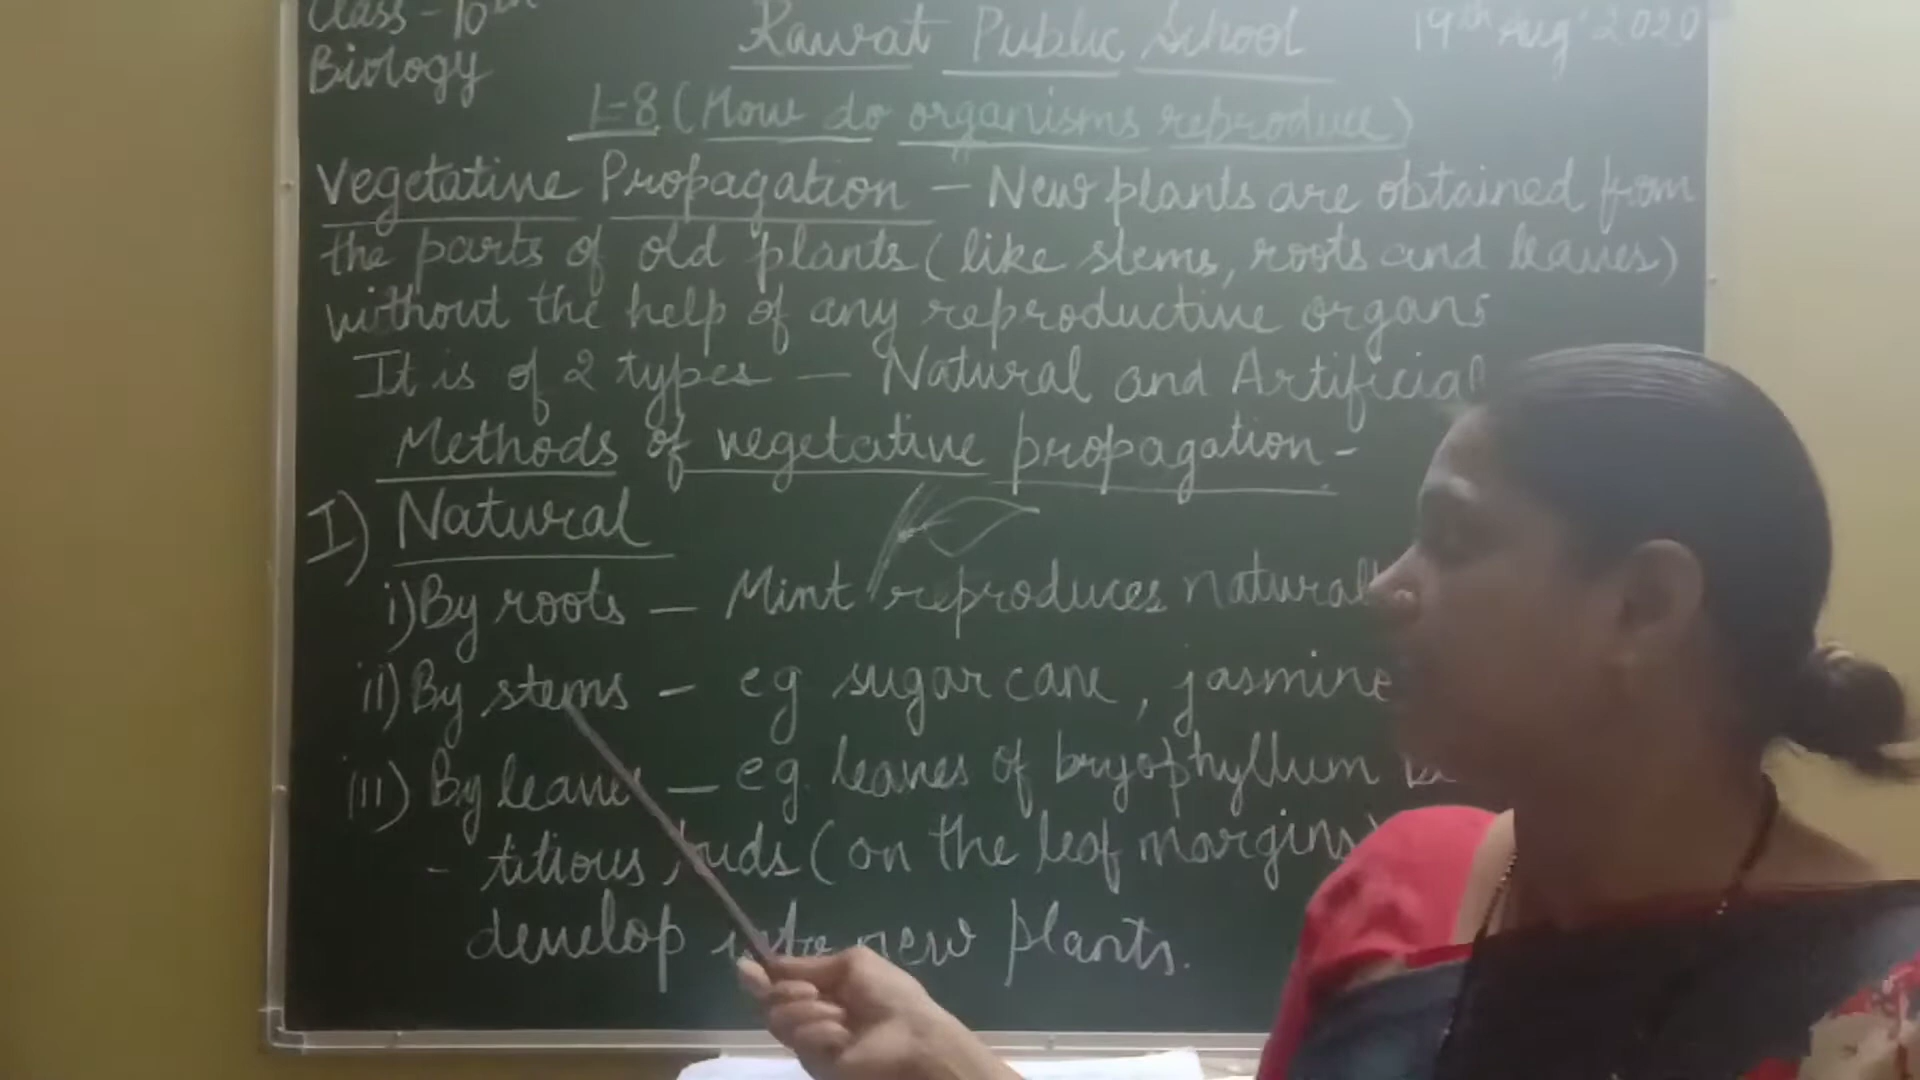 Class - 10th
Biology
Rawat Public School
19th Aug' 2020
L=8 (How do organisms reproduce)
Vegetative Propagation - New plants are obtained from
the parts of old plants (like stems, roots and leaves)
without the help of any reproductive organs
It is of 2 types - Natural and Artificial
Methods of vegetative propagation -
I) Natural
i) By roots - Mint reproduces
ii) By stems - eg sugarcane, jasmine
iii) By - eg. leaves of bryophyllum
- titious buds (on the leaf margins)
develop into new plants.